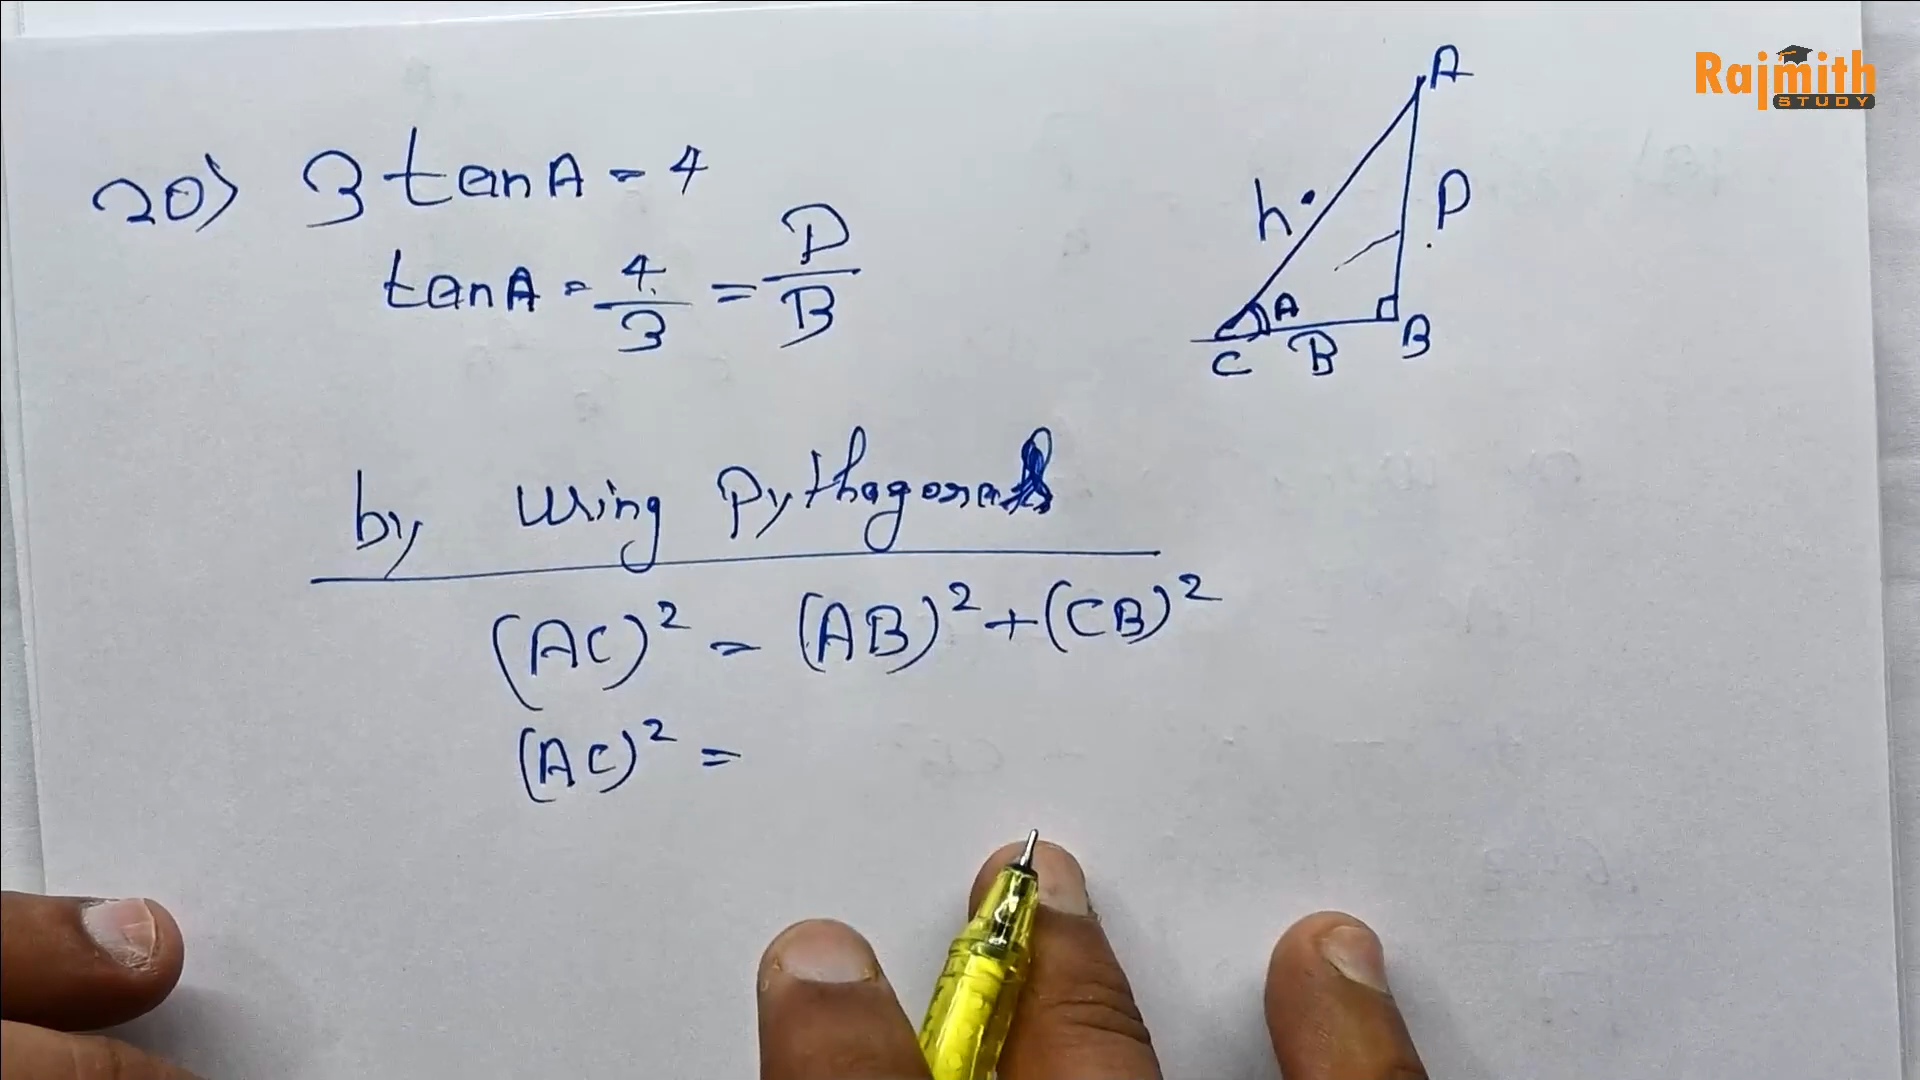 Rajmith
STUDY
20) 3 tanA = 4
tanA = 4/3 = P/B
A
h
P
A
C
B
B
by using Pythagoras
(AC)² = (AB)² + (CB)²
(AC)² =